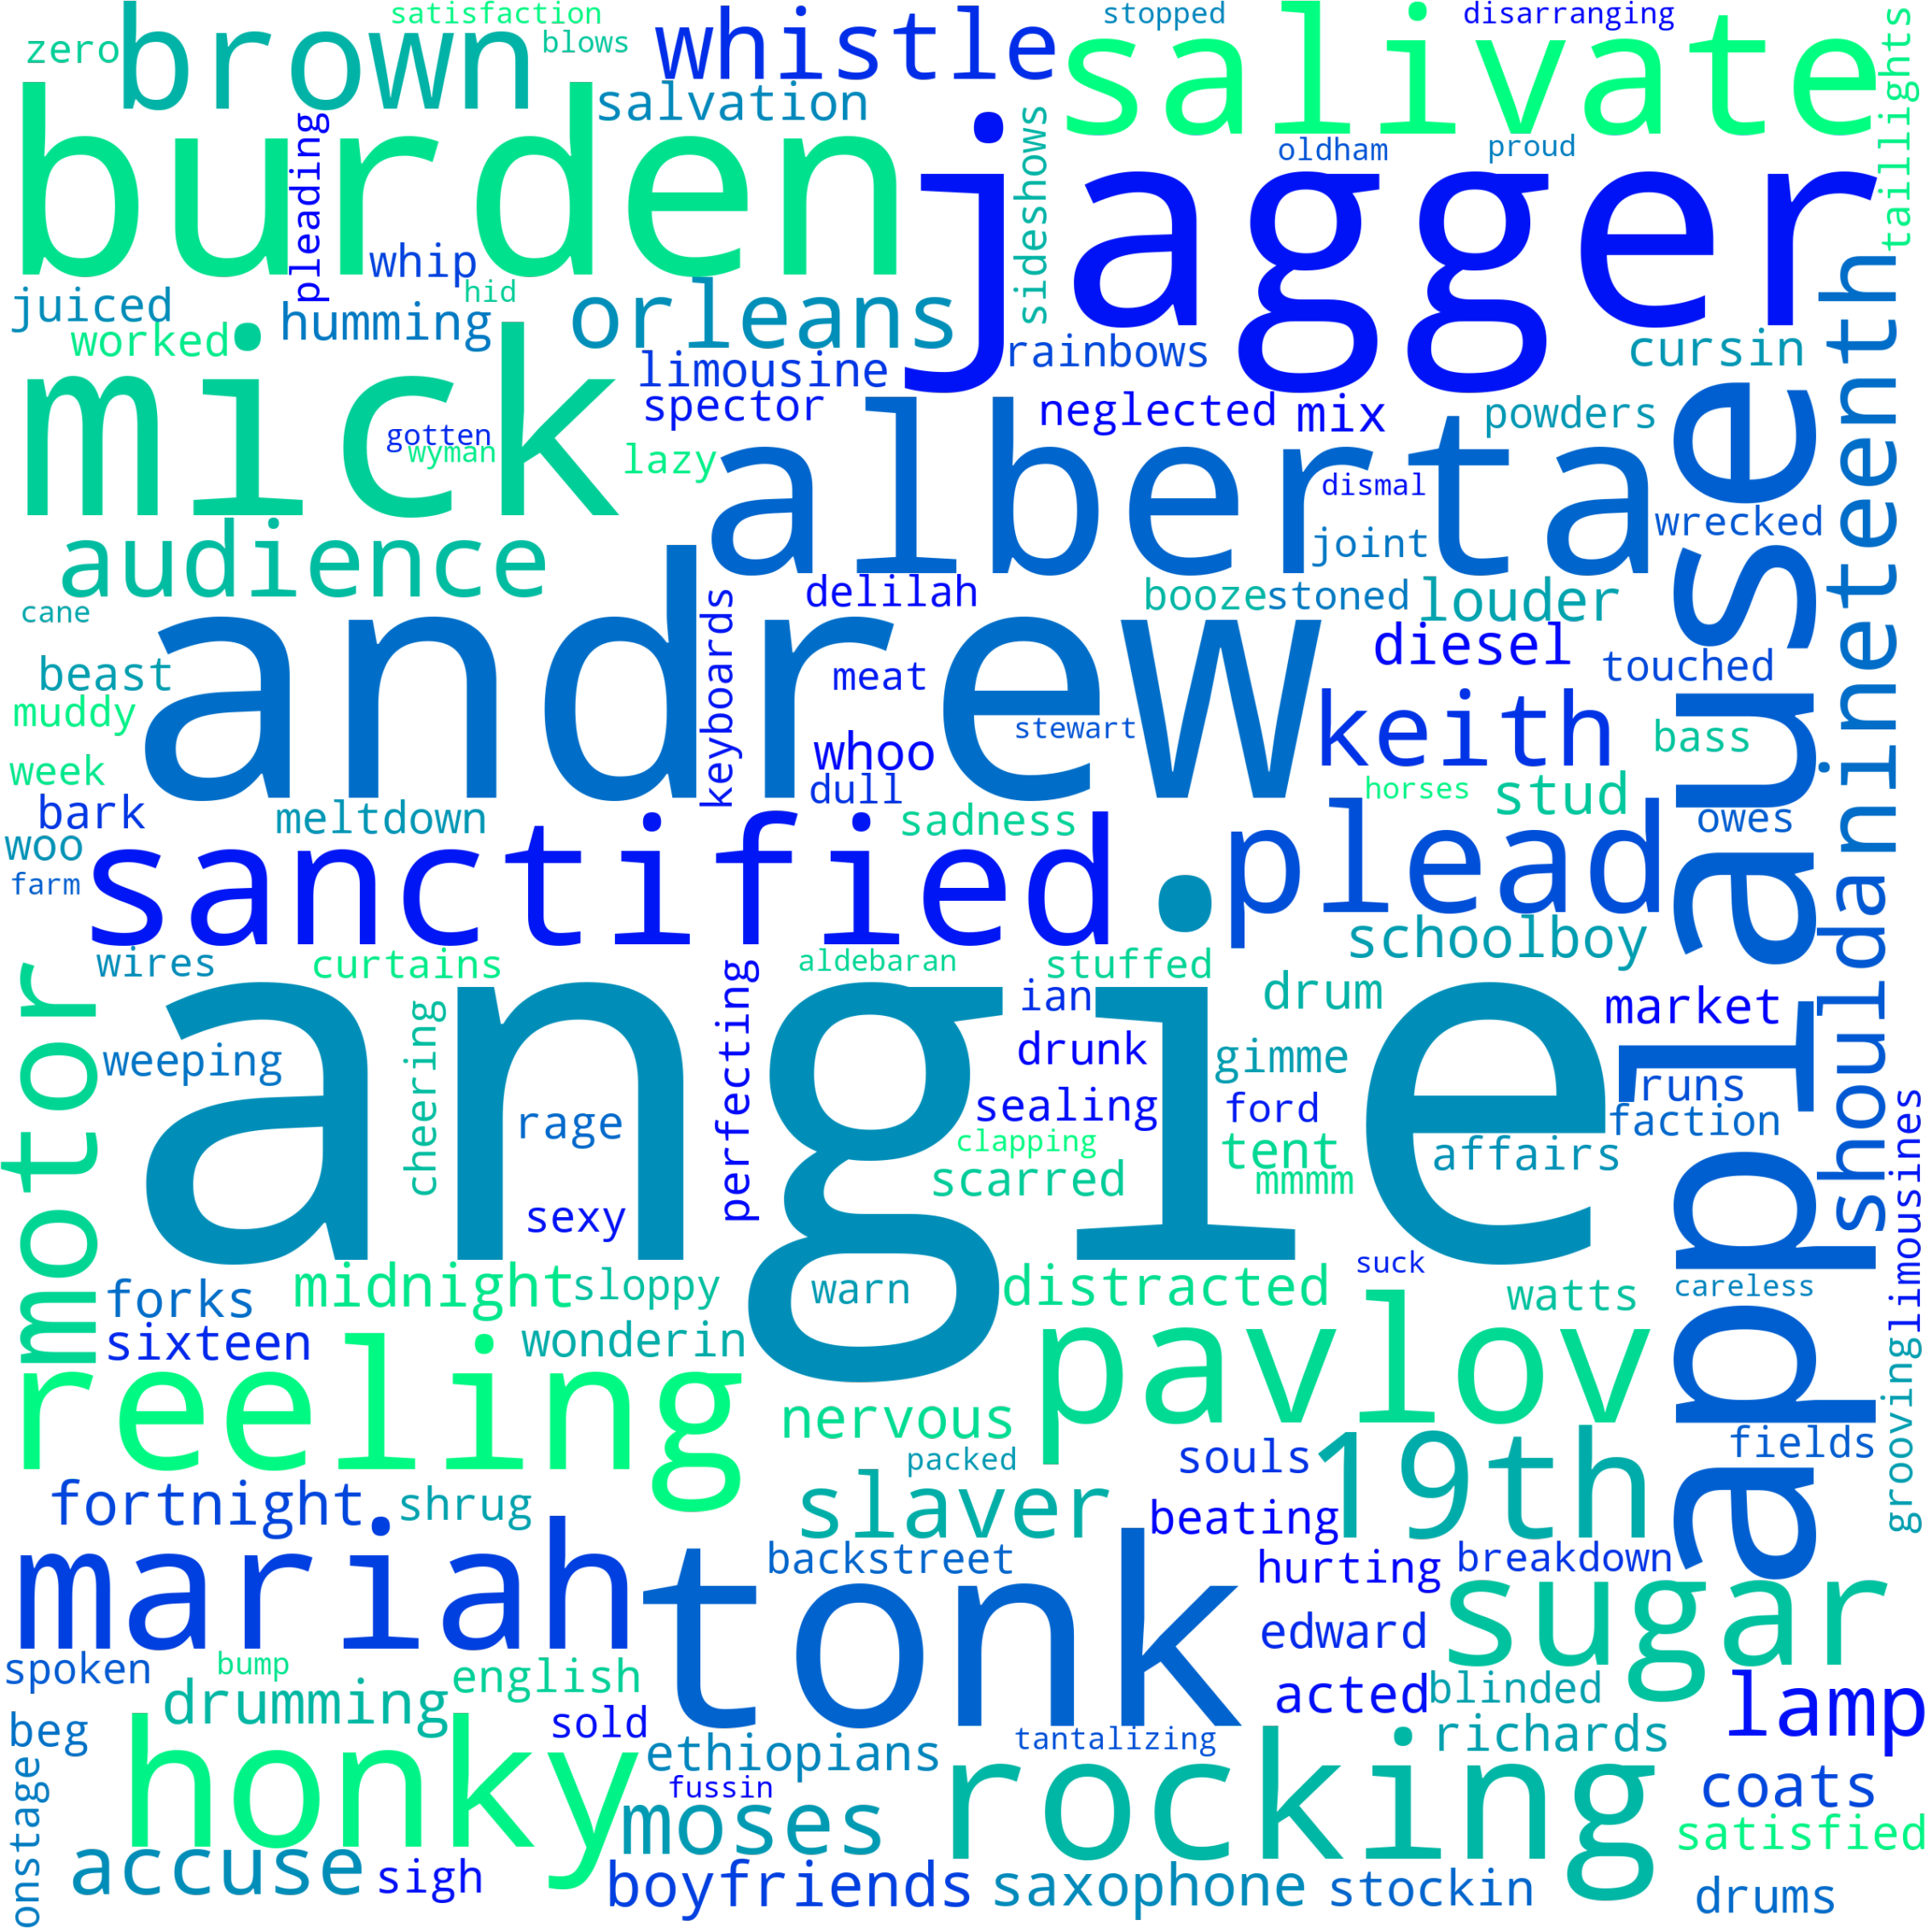 satisfaction
stopped
disarranging
zero
brown
blows
whistle
salivate
taillights
salvation
burden
pleading
jagger
sideshows
oldham
proud
whip
hid
juiced
humming
orleans
worked
limousine
rainbows
cursin
shouldanineteenth
mick
gotten
wyman
spector
lazy
neglected
mix
powders
alberta
dismal
applause
wrecked
joint
audience
cane
andrew
delilah
keyboards
booze
stoned
louder
beast
meat
diesel
touched
muddy
stewart
keith
bass
week
whoo
dull
horses
stud
bark
meltdown
sadness
owes
woo
farm
sanctified
plead
schoolboy
wires
curtains
aldebaran
stuffed
motor
angie
cheering
perfecting
ian
drum
market
weeping
rage
drunk
gimme
runs
sealing
ford
faction
limousines
clapping
tent
affairs
scarred
mmmm
sexy
suck
forks
midnight
sloppy
warn
distracted
watts
careless
sixteen
wonderin
pavlov
grooving
reeling
nervous
packed
souls
19th
fields
fortnight
shrug
slaver
beating
mariah
tonk
backstreet
hurting
breakdown
sugar
edward
spoken
bump
english
acted
blinded
lamp
drumming
sold
beg
honky
ethiopians
tantalizing
richards
onstage
fussin
moses
rocking
coats
satisfied
accuse
sigh
boyfriends
saxophone
stockin
drums